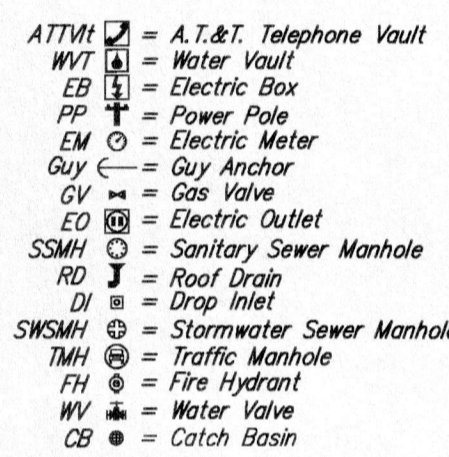 ATTVlt = A.T.&T. Telephone Vault
WVT = Water Vault
EB = Electric Box
PP = Power Pole
EM = Electric Meter
Guy = Guy Anchor
GV = Gas Valve
EO = Electric Outlet
SSMH = Sanitary Sewer Manhole
RD = Roof Drain
DI = Drop Inlet
SWSMH = Stormwater Sewer Manhole
TMH = Traffic Manhole
FH = Fire Hydrant
WV = Water Valve
CB = Catch Basin